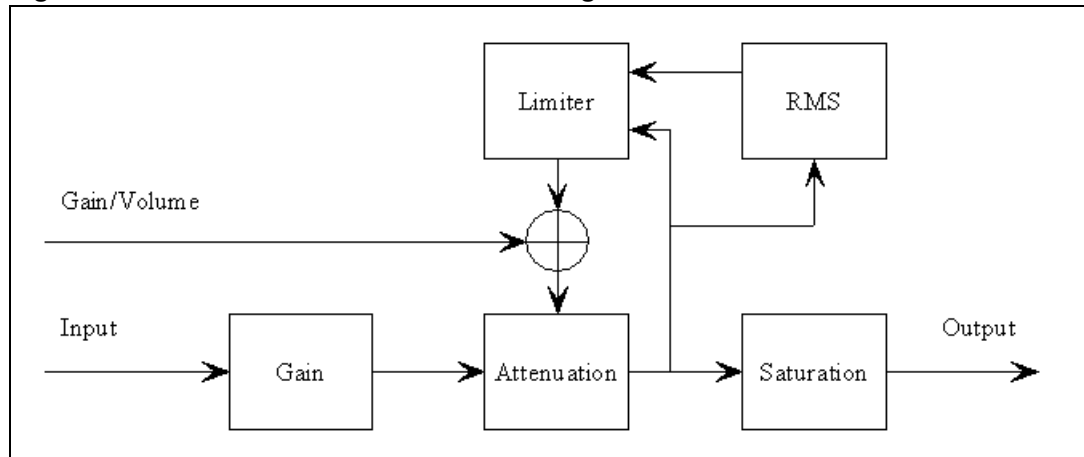 Limiter
RMS
Gain/Volume
Input
Output
Gain
Attenuation
Saturation